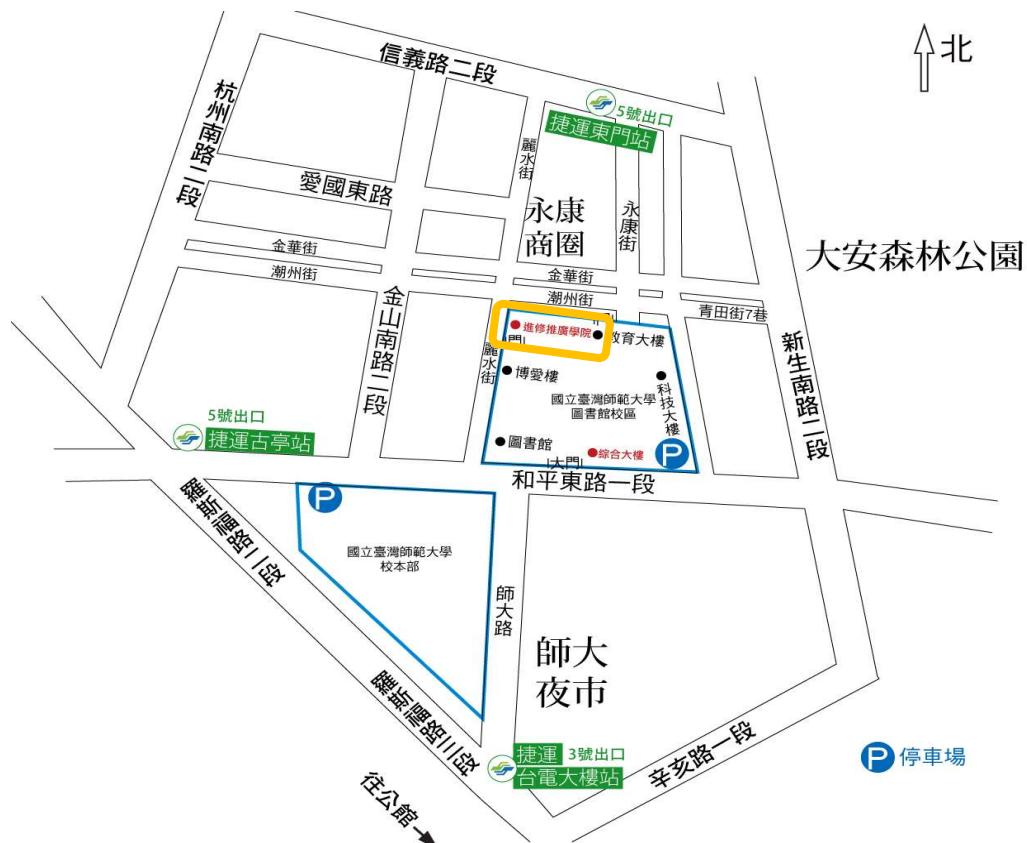 北
信義路二段
5號出口
捷運東門站
杭州南路二段
麗水街
愛國東路
永康
商圈
永康街
大安森林公園
金華街
金華街
潮州街
潮州街
青田街7巷
金山南路二段
進修推廣學院
教育大樓
門
麗水街
博愛樓
科技大樓
新生南路二段
國立臺灣師範大學
圖書館校區
5號出口
捷運古亭站
圖書館
綜合大樓
P
大門
和平東路一段
P
羅斯福路二段
國立臺灣師範大學
校本部
師大路
師大
夜市
羅斯福路三段
捷運 3號出口
台電大樓站
辛亥路一段
P 停車場
往公館